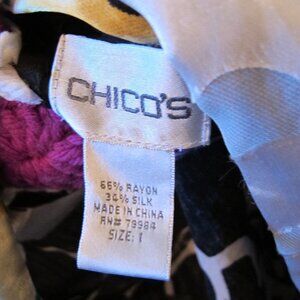 CHICO'S
66% RAYON
34% SILK
MADE IN CHINA
RN# 79984
SIZE: 1